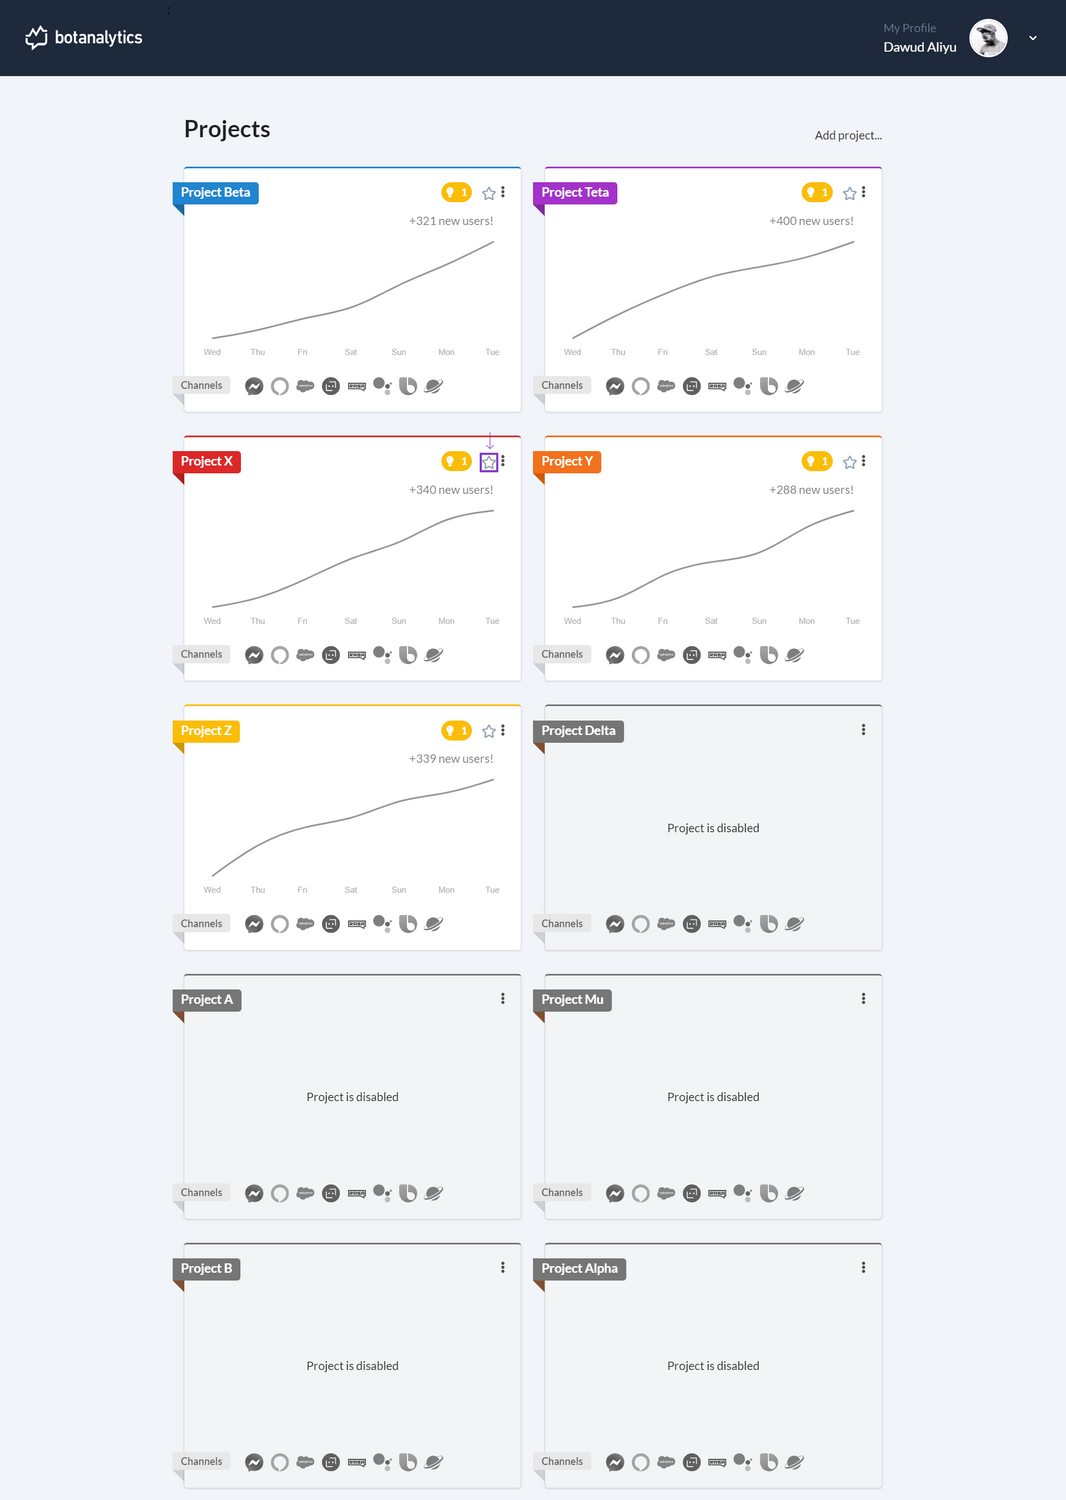 botanalytics
My Profile
Dawud Aliyu
Projects
Add project...
Project Beta
1
+321 new users!
Wed Thu Fri Sat Sun Mon Tue
Channels
Project Teta
1
+400 new users!
Wed Thu Fri Sat Sun Mon Tue
Channels
Project X
1
+340 new users!
Wed Thu Fri Sat Sun Mon Tue
Channels
Project Y
1
+288 new users!
Wed Thu Fri Sat Sun Mon Tue
Channels
Project Z
1
+339 new users!
Wed Thu Fri Sat Sun Mon Tue
Channels
Project Delta
Project is disabled
Channels
Project A
Project is disabled
Channels
Project Mu
Project is disabled
Channels
Project B
Project is disabled
Channels
Project Alpha
Project is disabled
Channels